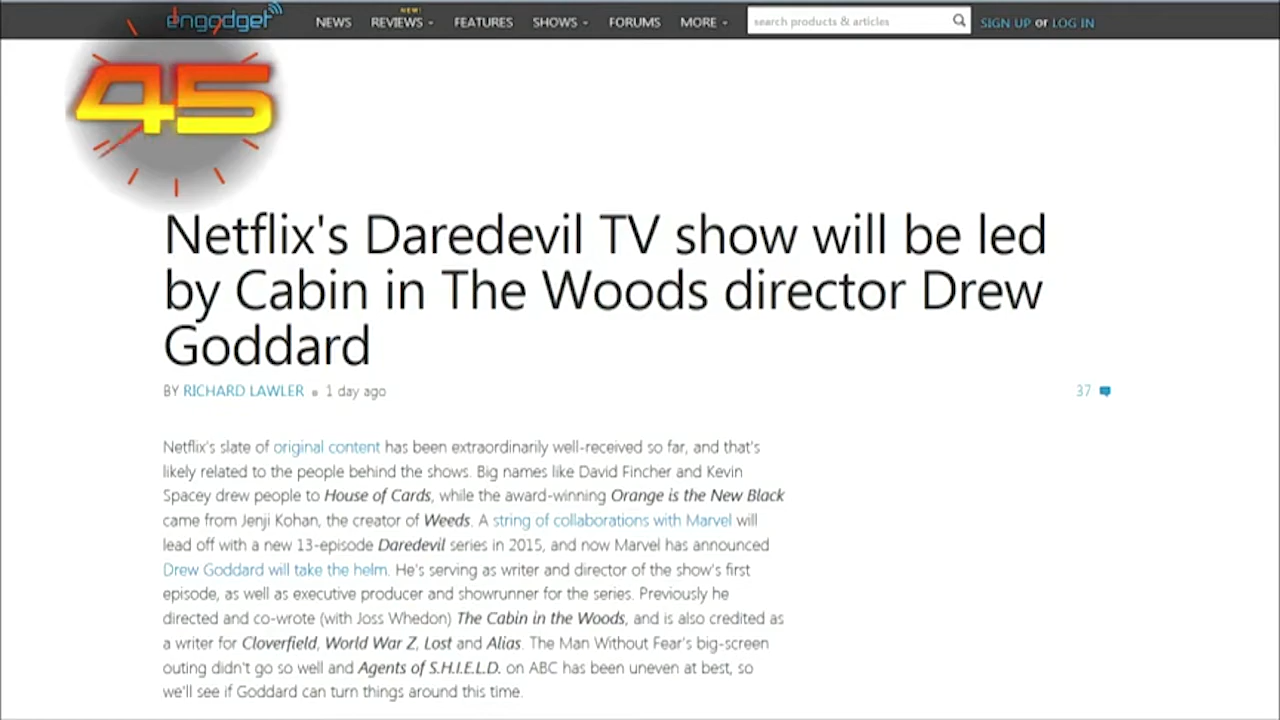 engadget
NEWS
NEW!
REVIEWS
FEATURES
SHOWS
FORUMS
MORE
search products & articles
SIGN UP or LOG IN
45
Netflix's Daredevil TV show will be led
by Cabin in The Woods director Drew
Goddard
BY RICHARD LAWLER 1 day ago
37
Netflix's slate of original content has been extraordinarily well-received so far, and that's
likely related to the people behind the shows. Big names like David Fincher and Kevin
Spacey drew people to House of Cards, while the award-winning Orange is the New Black
came from Jenji Kohan, the creator of Weeds. A string of collaborations with Marvel will
lead off with a new 13-episode Daredevil series in 2015, and now Marvel has announced
Drew Goddard will take the helm. He's serving as writer and director of the show's first
episode, as well as executive producer and showrunner for the series. Previously he
directed and co-wrote (with Joss Whedon) The Cabin in the Woods, and is also credited as
a writer for Cloverfield, World War Z, Lost and Alias. The Man Without Fear's big-screen
outing didn't go so well and Agents of S.H.I.E.L.D. on ABC has been uneven at best, so
we'll see if Goddard can turn things around this time.